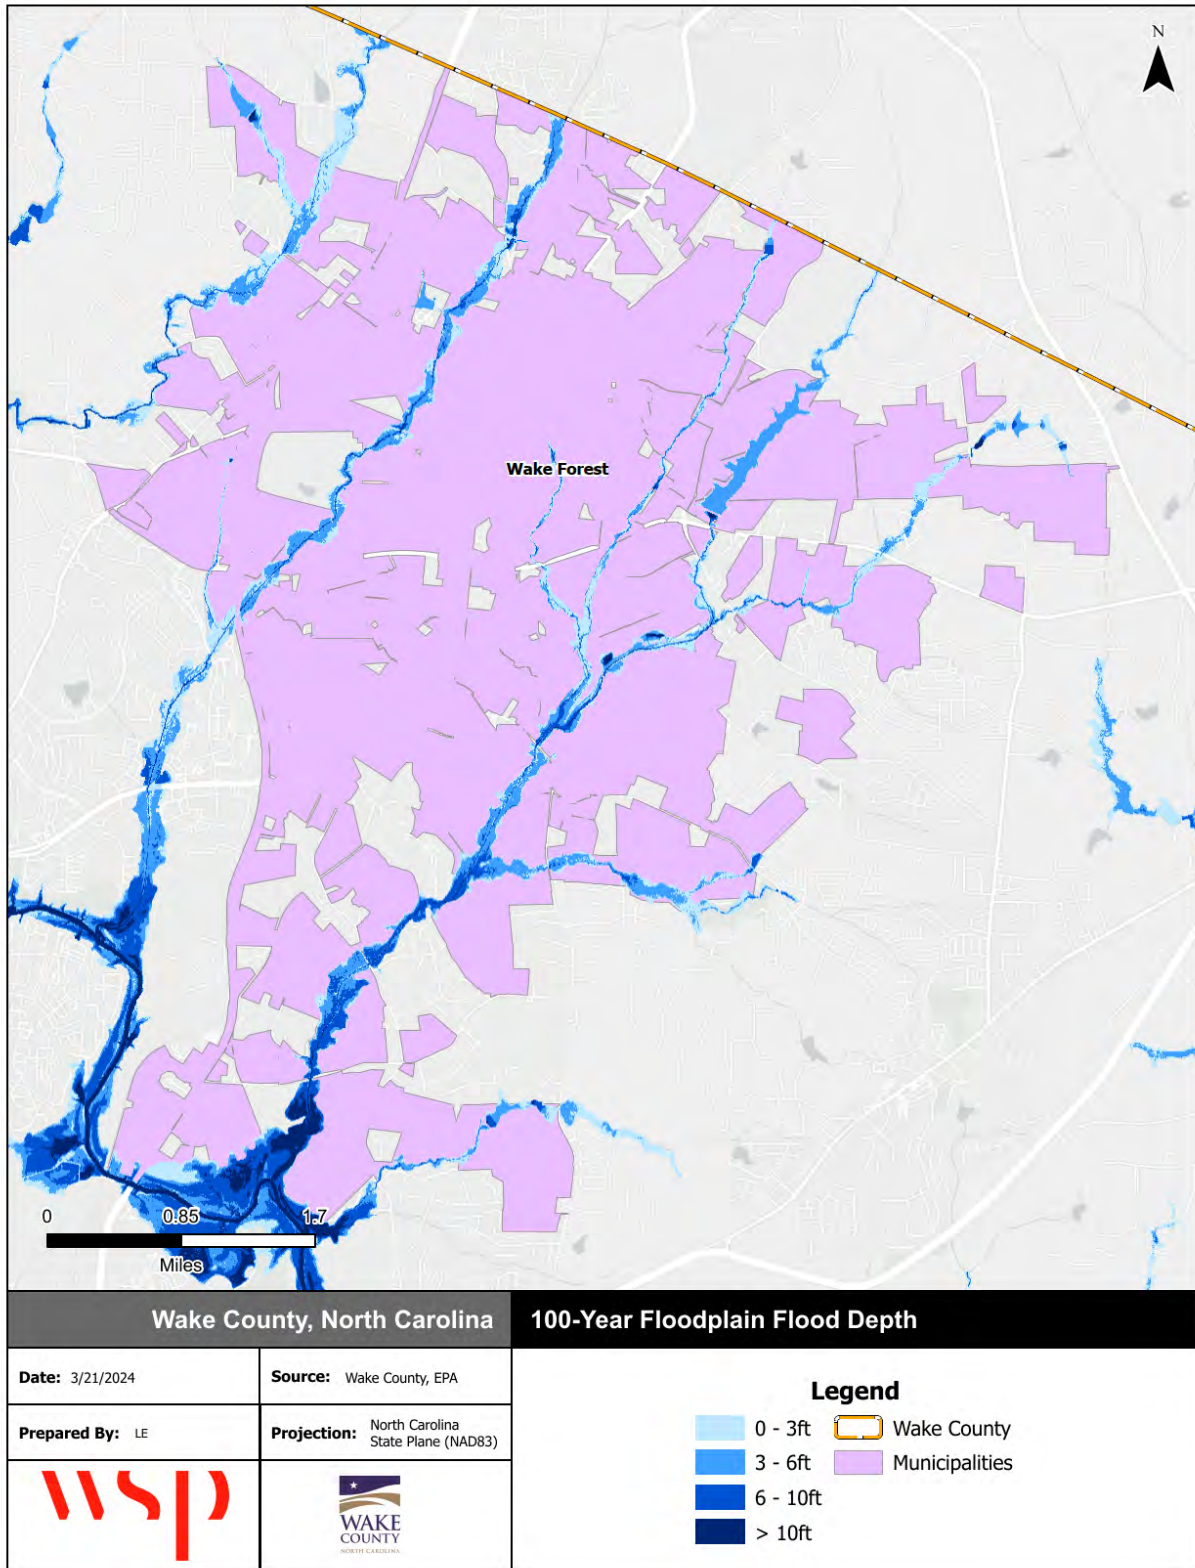 N
Wake Forest
0 0.85 1.7
Miles
Wake County, North Carolina
100-Year Floodplain Flood Depth
Date: 3/21/2024
Source: Wake County, EPA
Prepared By: LE
Projection: North Carolina
State Plane (NAD83)
wsp
WAKE
COUNTY
NORTH CAROLINA
Legend
0 - 3ft
Wake County
3 - 6ft
Municipalities
6 - 10ft
> 10ft